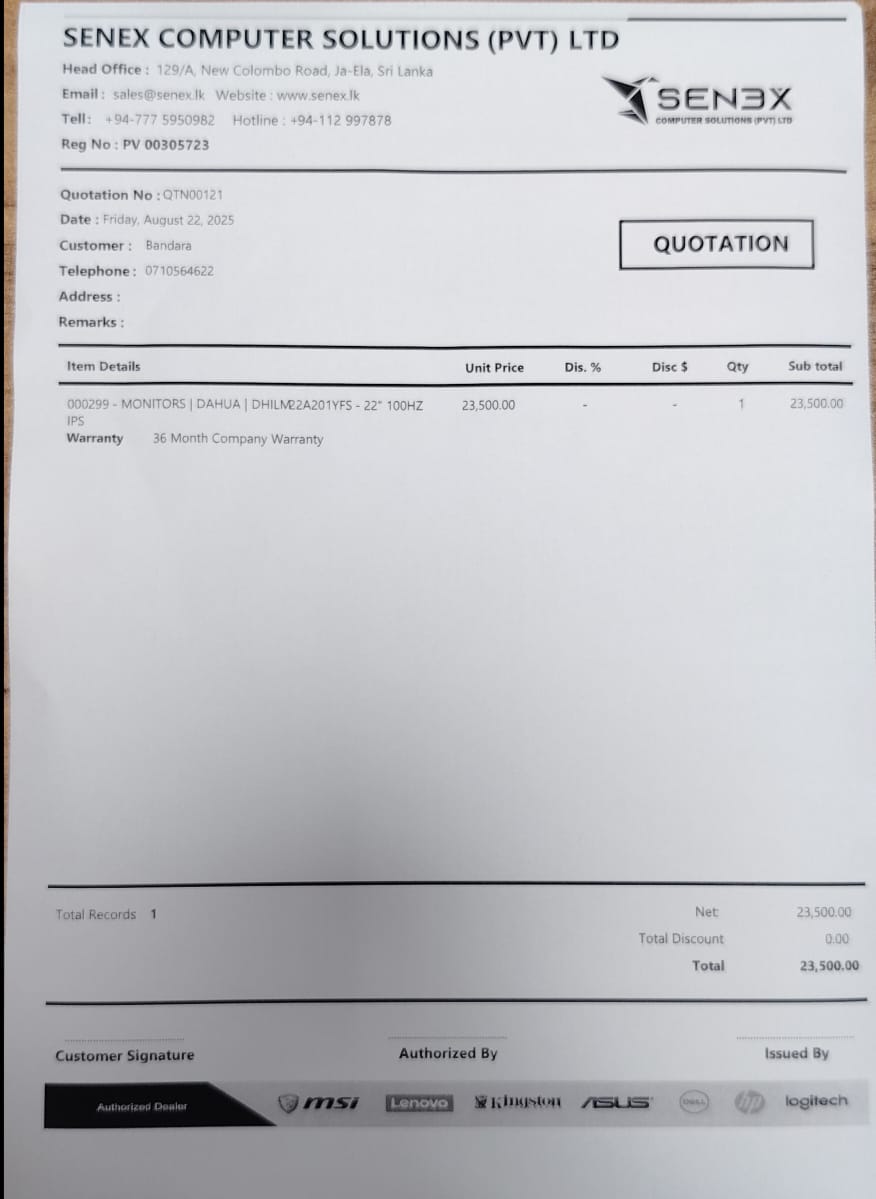 SENEX COMPUTER SOLUTIONS (PVT) LTD
Head Office : 129/A, New Colombo Road, Ja-Ela, Sri Lanka
Email : sales@senex.lk Website : www.senex.lk
Tell: +94-777 5950982 Hotline : +94-112 997878
Reg No : PV 00305723
SENEX
COMPUTER SOLUTIONS (PVT) LTD
Quotation No : QTN00121
Date : Friday, August 22, 2025
Customer : Bandara
Telephone : 0710564622
Address :
Remarks :
QUOTATION
Item Details Unit Price Dis. % Disc $ Qty Sub total
000299 - MONITORS | DAHUA | DHILM22A201YFS - 22" 100HZ 23,500.00 - - 1 23,500.00
IPS
Warranty 36 Month Company Warranty
Total Records 1
Net 23,500.00
Total Discount 0.00
Total 23,500.00
Customer Signature Authorized By Issued By
Authorized Dealer msi Lenovo Kingston ASUS DELL hp logitech